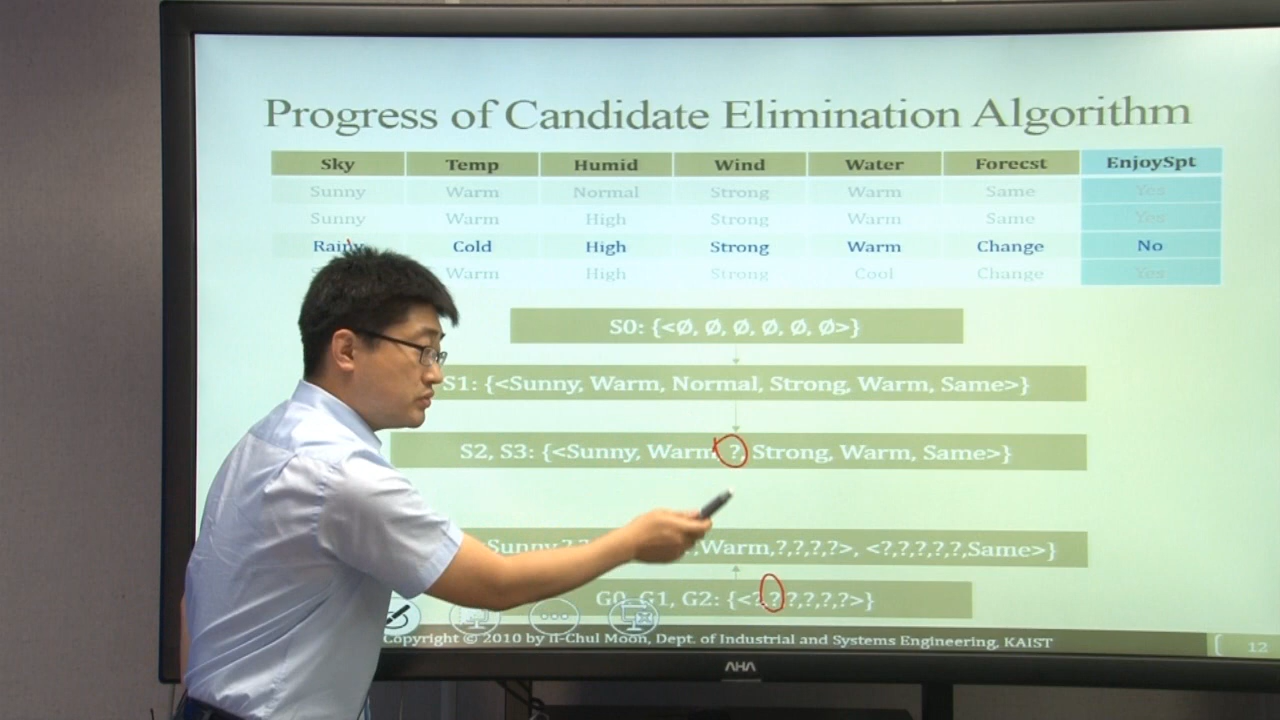 Progress of Candidate Elimination Algorithm
Sky Temp Humid Wind Water Forecst EnjoySpt
Sunny Warm Normal Strong Warm Same Yes
Sunny Warm High Strong Warm Same Yes
Rainy Cold High Strong Warm Change No
Warm High Strong Cool Change Yes
S0: {<Ø, Ø, Ø, Ø, Ø, Ø>}
S1: {<Sunny, Warm, Normal, Strong, Warm, Same>}
S2, S3: {<Sunny, Warm, ?, Strong, Warm, Same>}
Sunny,?,? ,Warm,?,?,?,?>, <?,?,?,?,?,Same>}
G0, G1, G2: {<?,?,?,?,?,?>}
Copyright © 2010 by Il-Chul Moon, Dept. of Industrial and Systems Engineering, KAIST 12
AHA